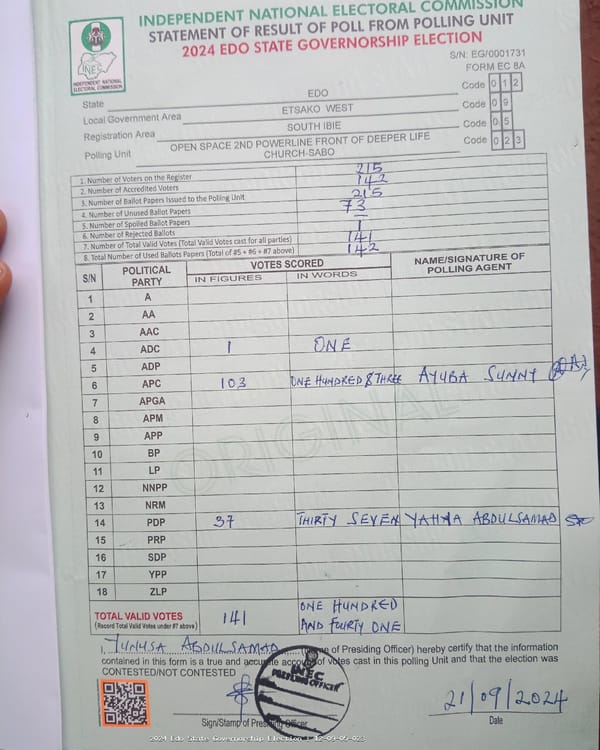 INDEPENDENT NATIONAL ELECTORAL COMMISSION
STATEMENT OF RESULT OF POLL FROM POLLING UNIT
2024 EDO STATE GOVERNORSHIP ELECTION
INEC
INDEPENDENT NATIONAL
ELECTORAL COMMISSION
S/N: EG/0001731
FORM EC 8A
State EDO Code 0 1 2
Local Government Area ETSAKO WEST Code 0 9
Registration Area SOUTH IBIE Code 0 5
Polling Unit OPEN SPACE 2ND POWERLINE FRONT OF DEEPER LIFE CHURCH-SABO Code 0 2 3
1. Number of Voters on the Register 215
2. Number of Accredited Voters 142
3. Number of Ballot Papers Issued to the Polling Unit 215
4. Number of Unused Ballot Papers 73
5. Number of Spoiled Ballot Papers –
6. Number of Rejected Ballots 1
7. Number of Total Valid Votes (Total Valid Votes cast for all parties) 141
8. Total Number of Used Ballots Papers (Total of #5 + #6 + #7 above) 142
S/N POLITICAL PARTY VOTES SCORED NAME/SIGNATURE OF POLLING AGENT
IN FIGURES IN WORDS
1 A
2 AA
3 AAC
4 ADC 1 ONE
5 ADP
6 APC 103 ONE HUNDRED & THREE AYUBA SUNNY
7 APGA
8 APM
9 APP
10 BP
11 LP
12 NNPP
13 NRM
14 PDP 37 THIRTY SEVEN YAHYA ABDULSAMAD
15 PRP
16 SDP
17 YPP
18 ZLP
ORIGINAL
TOTAL VALID VOTES 141 ONE HUNDRED
(Record Total Valid Votes under #7 above) AND FOURTY ONE
I, YUNUSA ABDULSAMAD of Presiding Officer) hereby certify that the information
contained in this form is a true and accurate account of votes cast in this polling Unit and that the election was
CONTESTED/NOT CONTESTED
INEC
PRESIDING OFFICER
21/09/2024
Sign/Stamp of Presiding Officer Date
2024 Edo State Governorship Election - 12-09-05-023